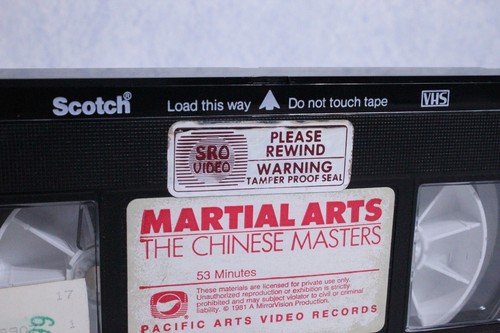 Scotch® Load this way Do not touch tape VHS
SRO
VIDEO
PLEASE
REWIND
WARNING
TAMPER PROOF SEAL
MARTIAL ARTS
THE CHINESE MASTERS
53 Minutes
These materials are licensed for private use only.
Unauthorized reproduction or exhibition is strictly
prohibited and may subject violator to civil or criminal
liability. © 1981 A MirrorVision Production.
PACIFIC ARTS VIDEO RECORDS
17